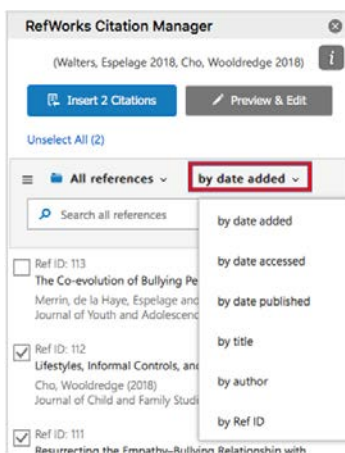 RefWorks Citation Manager
(Walters, Espelage 2018, Cho, Wooldredge 2018)
i
Insert 2 Citations
Preview & Edit
Unselect All (2)
All references
by date added
Search all references
by date added
by date accessed
by date published
by title
by author
by Ref ID
Ref ID: 113
The Co-evolution of Bullying Pe
Merrin, de la Haye, Espelage and
Journal of Youth and Adolescenc
Ref ID: 112
Lifestyles, Informal Controls, and
Cho, Wooldredge (2018)
Journal of Child and Family Studi
Ref ID: 111
Resurrecting the Empathy–Bullying Relationship with